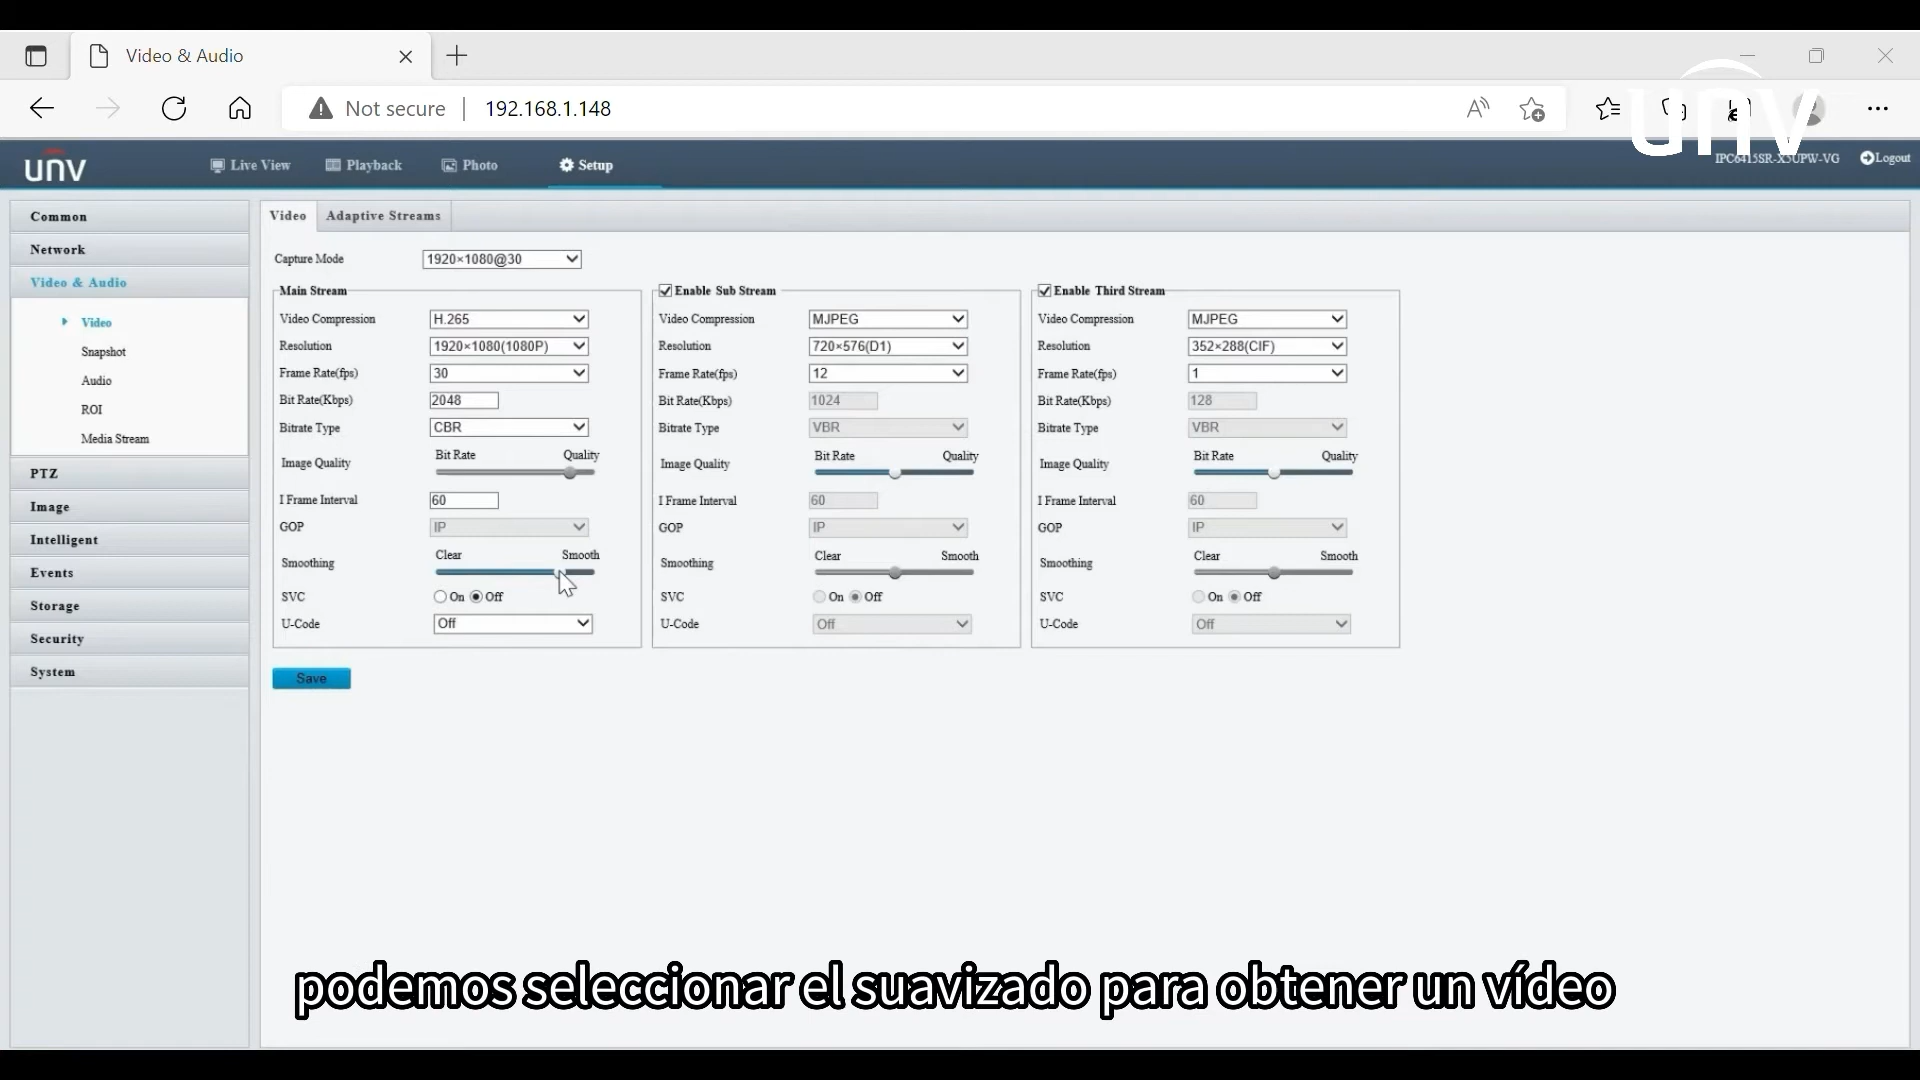 Video & Audio
Not secure
192.168.1.148
unv
unv
Live View
Playback
Photo
Setup
IPC6415SR-X5UPW-VG
Logout
Common
Network
Video & Audio
Video
Snapshot
Audio
ROI
Media Stream
PTZ
Image
Intelligent
Events
Storage
Security
System
Video
Adaptive Streams
Capture Mode 1920×1080@30
Main Stream
Video Compression H.265
Resolution 1920×1080(1080P)
Frame Rate(fps) 30
Bit Rate(Kbps) 2048
Bitrate Type CBR
Bit Rate Quality
Image Quality
I Frame Interval 60
GOP IP
Clear Smooth
Smoothing
SVC On Off
U-Code Off
Enable Sub Stream
Video Compression MJPEG
Resolution 720×576(D1)
Frame Rate(fps) 12
Bit Rate(Kbps) 1024
Bitrate Type VBR
Bit Rate Quality
Image Quality
I Frame Interval 60
GOP IP
Clear Smooth
Smoothing
SVC On Off
U-Code Off
Enable Third Stream
Video Compression MJPEG
Resolution 352×288(CIF)
Frame Rate(fps) 1
Bit Rate(Kbps) 128
Bitrate Type VBR
Bit Rate Quality
Image Quality
I Frame Interval 60
GOP IP
Clear Smooth
Smoothing
SVC On Off
U-Code Off
Save
podemos seleccionar el suavizado para obtener un vídeo